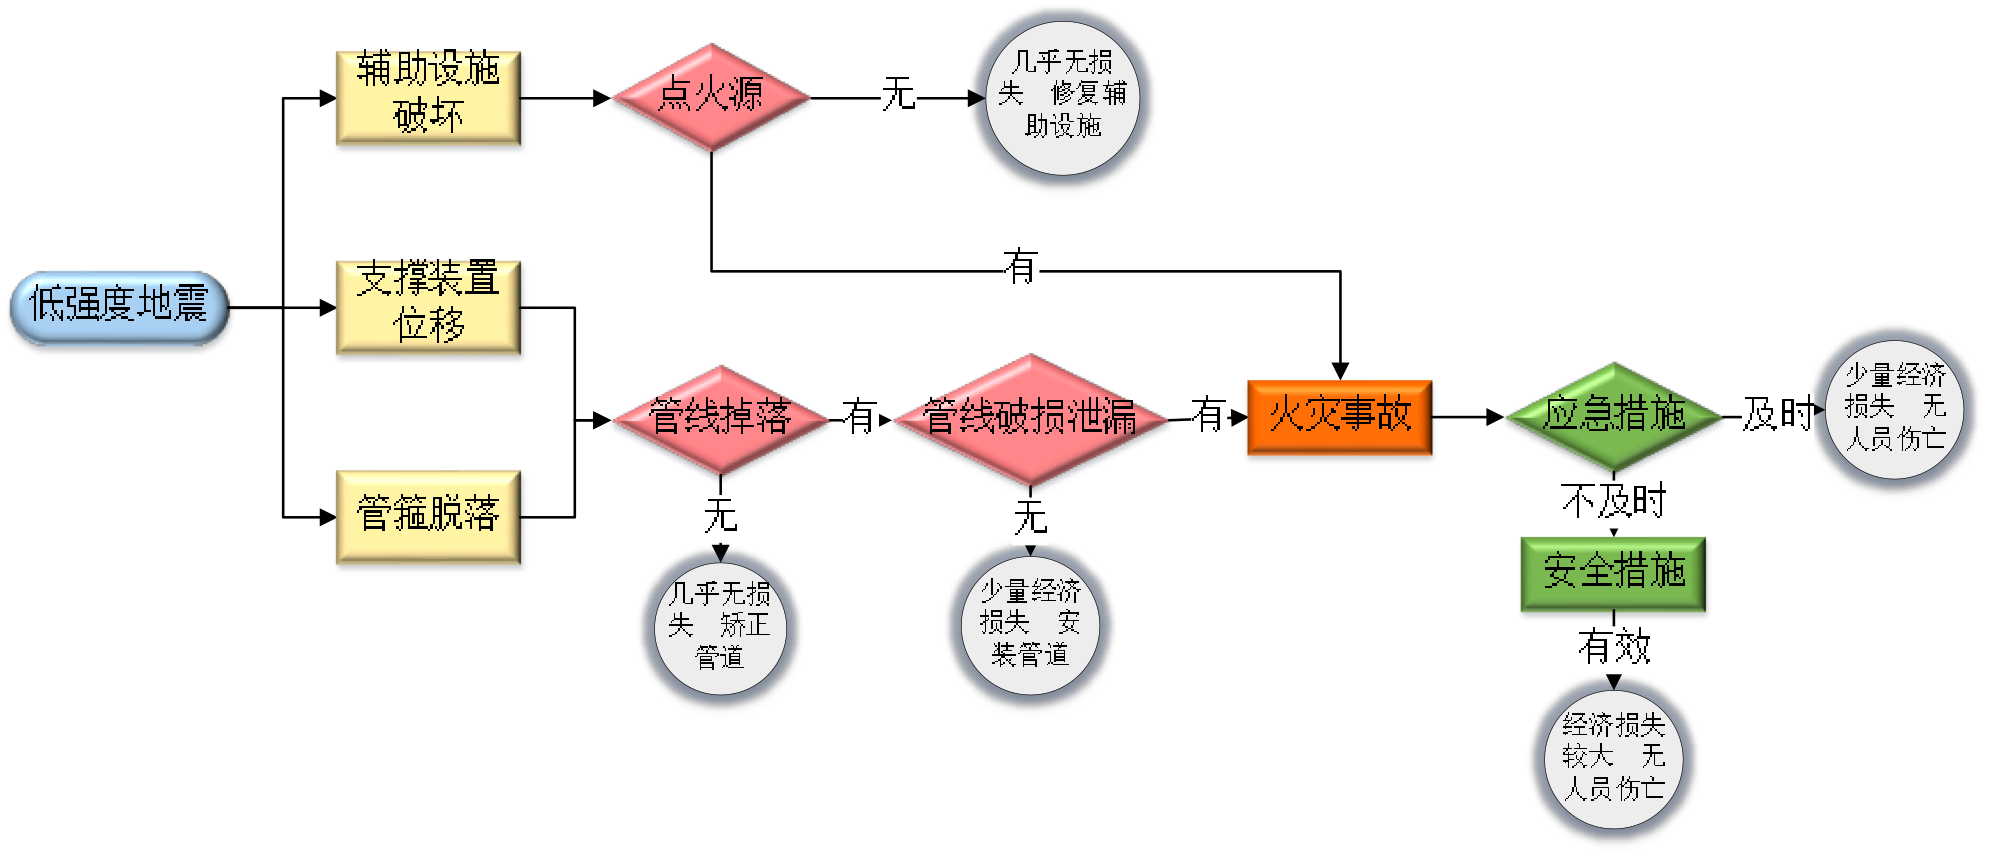 辅助设施
破坏
点火源
无
几乎无损
失 修复辅
助设施
有
低强度地震
支撑装置
位移
管线掉落
有
管线破损泄漏
有
火灾事故
应急措施
及时
少量经济
损失 无
人员伤亡
管箍脱落
无
几乎无损
失 矫正
管道
无
少量经济
损失 安
装管道
不及时
安全措施
有效
经济损失
较大 无
人员伤亡